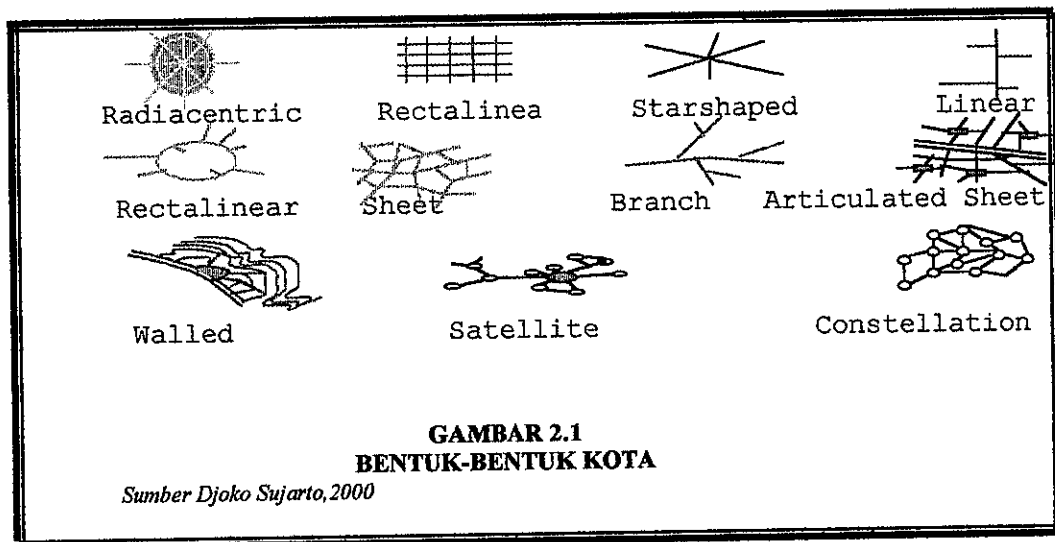 Radiacentric Rectalinea Starshaped Linear
Rectalinear Sheet Branch Articulated Sheet
Walled Satellite Constellation
GAMBAR 2.1
BENTUK-BENTUK KOTA
Sumber Djoko Sujarto,2000